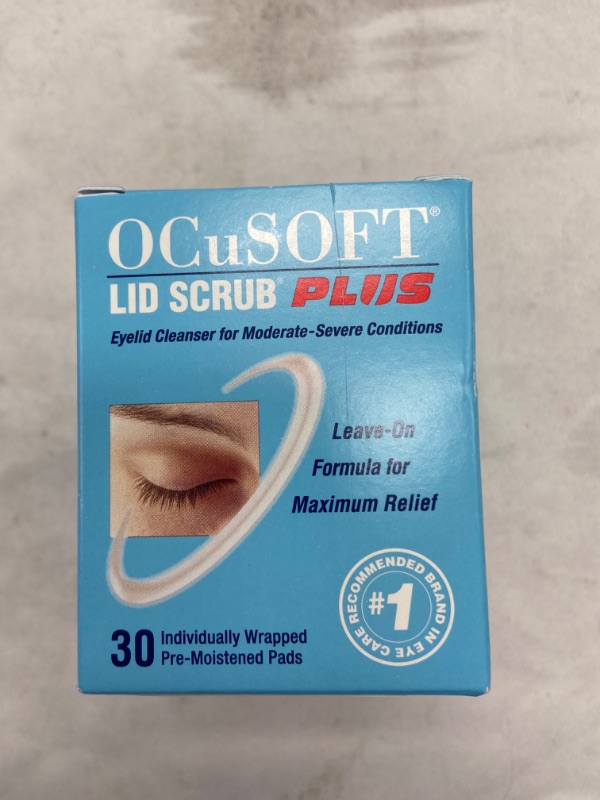 OCuSOFT®
LID SCRUB® PLUS
Eyelid Cleanser for Moderate-Severe Conditions
Leave-On
Formula for
Maximum Relief
#1
RECOMMENDED BRAND IN EYE CARE
30 Individually Wrapped
Pre-Moistened Pads